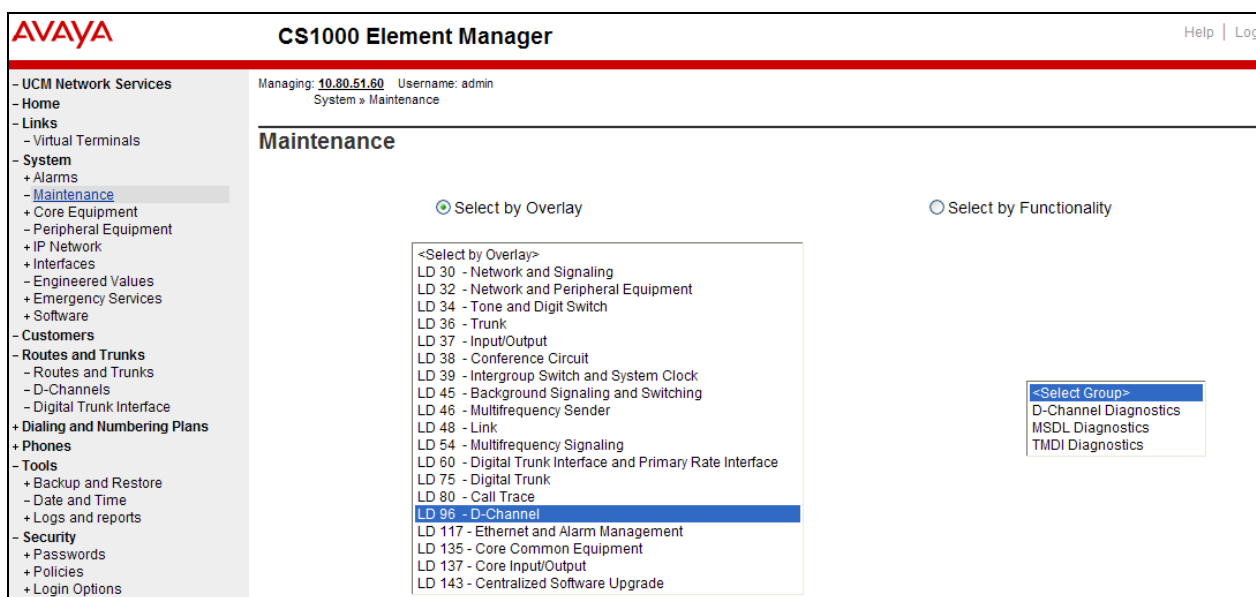 AVAYA
CS1000 Element Manager
Help | Log
– UCM Network Services
– Home
– Links
– Virtual Terminals
– System
+ Alarms
– Maintenance
+ Core Equipment
– Peripheral Equipment
+ IP Network
+ Interfaces
– Engineered Values
+ Emergency Services
+ Software
– Customers
– Routes and Trunks
– Routes and Trunks
– D-Channels
– Digital Trunk Interface
+ Dialing and Numbering Plans
+ Phones
– Tools
+ Backup and Restore
– Date and Time
+ Logs and reports
– Security
+ Passwords
+ Policies
+ Login Options
Managing: 10.80.51.60 Username: admin
System » Maintenance
Maintenance
Select by Overlay
<Select by Overlay>
LD 30 - Network and Signaling
LD 32 - Network and Peripheral Equipment
LD 34 - Tone and Digit Switch
LD 36 - Trunk
LD 37 - Input/Output
LD 38 - Conference Circuit
LD 39 - Intergroup Switch and System Clock
LD 45 - Background Signaling and Switching
LD 46 - Multifrequency Sender
LD 48 - Link
LD 54 - Multifrequency Signaling
LD 60 - Digital Trunk Interface and Primary Rate Interface
LD 75 - Digital Trunk
LD 80 - Call Trace
LD 96 - D-Channel
LD 117 - Ethernet and Alarm Management
LD 135 - Core Common Equipment
LD 137 - Core Input/Output
LD 143 - Centralized Software Upgrade
Select by Functionality
<Select Group>
D-Channel Diagnostics
MSDL Diagnostics
TMDI Diagnostics